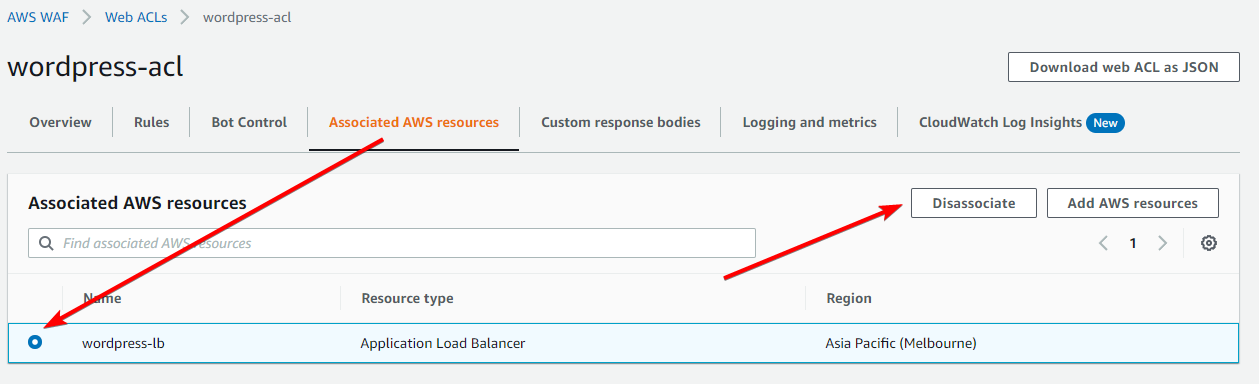 AWS WAF > Web ACLs > wordpress-acl
wordpress-acl
Download web ACL as JSON
Overview Rules Bot Control Associated AWS resources Custom response bodies Logging and metrics CloudWatch Log Insights New
Associated AWS resources Disassociate Add AWS resources
Find associated AWS resources < 1 >
Name Resource type Region
wordpress-lb Application Load Balancer Asia Pacific (Melbourne)